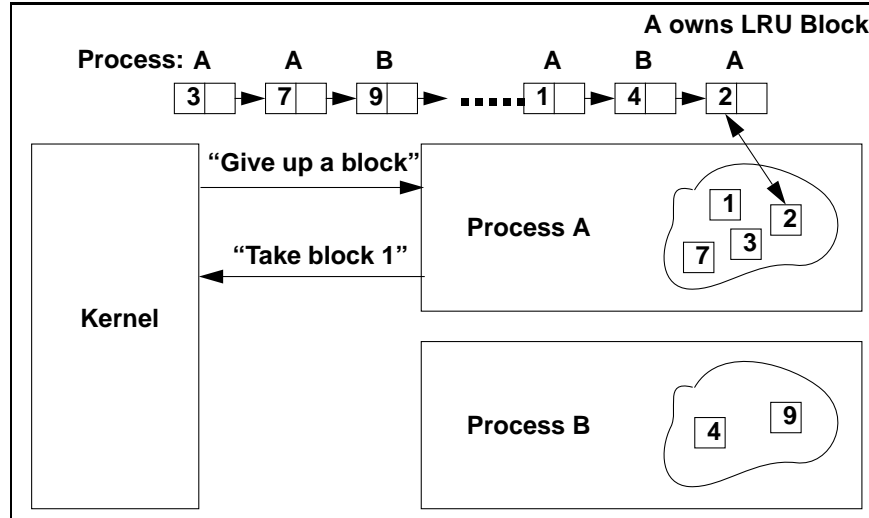 A owns LRU Block
Process: A A B A B A
3 7 9 1 4 2
“Give up a block”
1
2
Process A
3
7
“Take block 1”
Kernel
9
Process B
4